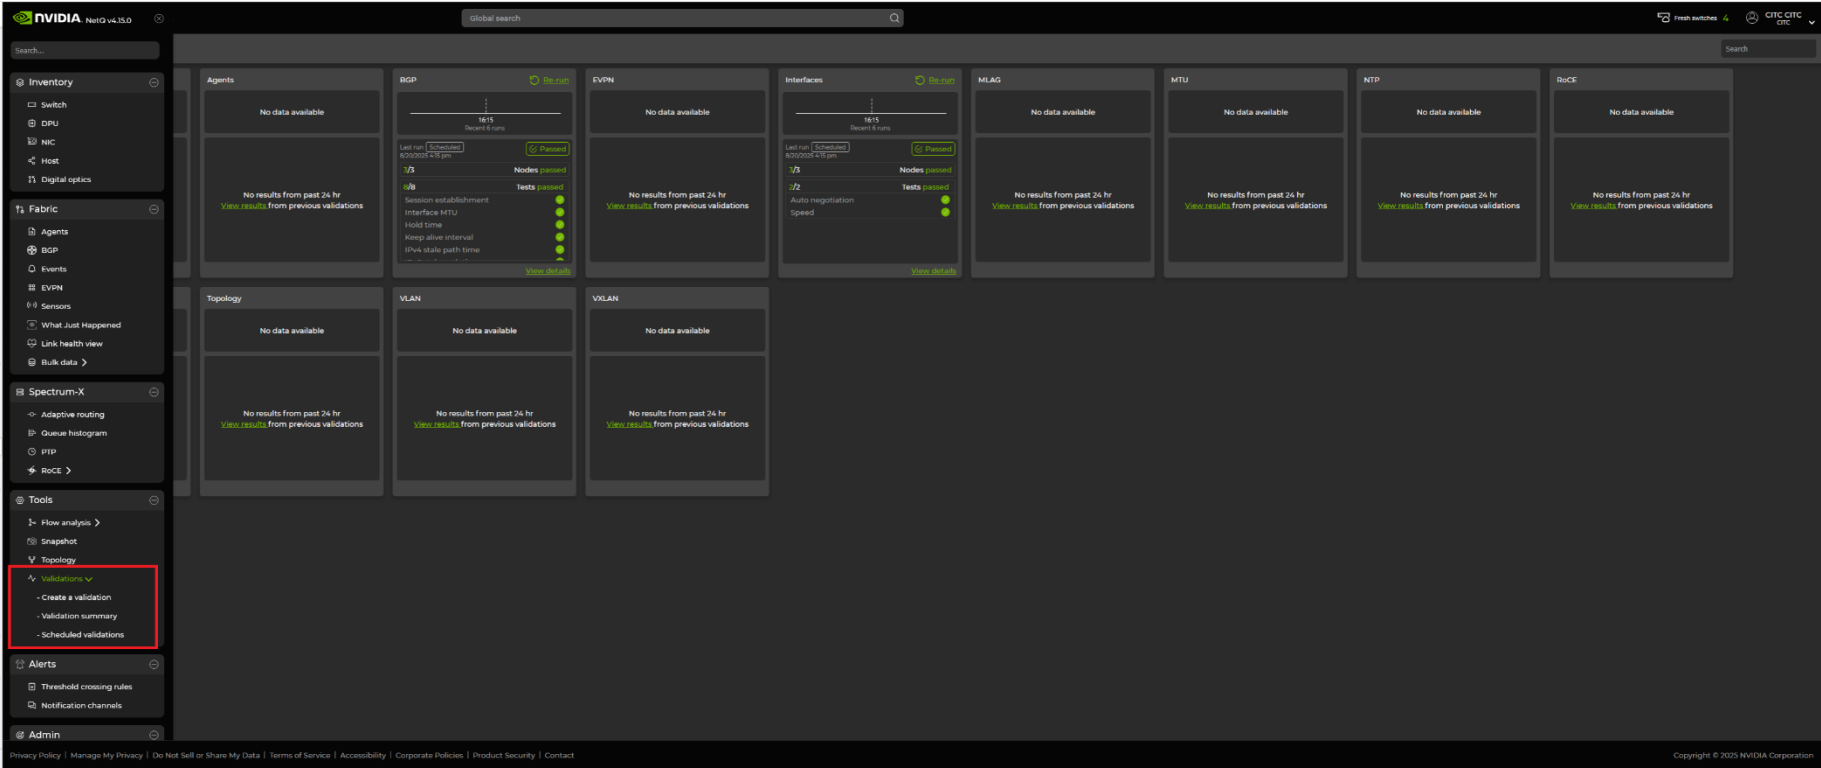 NVIDIA. NetQ v4.15.0
Global search
Fresh switches 4
CITC CITC
CITC
Search...
Search
Inventory
Switch
DPU
NIC
Host
Digital optics
Fabric
Agents
BGP
Events
EVPN
Sensors
What Just Happened
Link health view
Bulk data
Spectrum-X
Adaptive routing
Queue histogram
PTP
RoCE
Tools
Flow analysis
Snapshot
Topology
Validations
- Create a validation
- Validation summary
- Scheduled validations
Alerts
Threshold crossing rules
Notification channels
Admin
Agents
No data available
No results from past 24 hr
View results from previous validations
BGP
Re-run
16:15
Recent 6 runs
Last run Scheduled
8/20/2025 4:15 pm
Passed
3/3 Nodes passed
8/8 Tests passed
Session establishment
Interface MTU
Hold time
Keep alive interval
IPv4 stale path time
View details
EVPN
No data available
No results from past 24 hr
View results from previous validations
Interfaces
Re-run
16:15
Recent 6 runs
Last run Scheduled
8/20/2025 4:15 pm
Passed
3/3 Nodes passed
2/2 Tests passed
Auto negotiation
Speed
View details
MLAG
No data available
No results from past 24 hr
View results from previous validations
MTU
No data available
No results from past 24 hr
View results from previous validations
NTP
No data available
No results from past 24 hr
View results from previous validations
RoCE
No data available
No results from past 24 hr
View results from previous validations
Topology
No data available
No results from past 24 hr
View results from previous validations
VLAN
No data available
No results from past 24 hr
View results from previous validations
VXLAN
No data available
No results from past 24 hr
View results from previous validations
Privacy Policy | Manage My Privacy | Do Not Sell or Share My Data | Terms of Service | Accessibility | Corporate Policies | Product Security | Contact
Copyright © 2025 NVIDIA Corporation